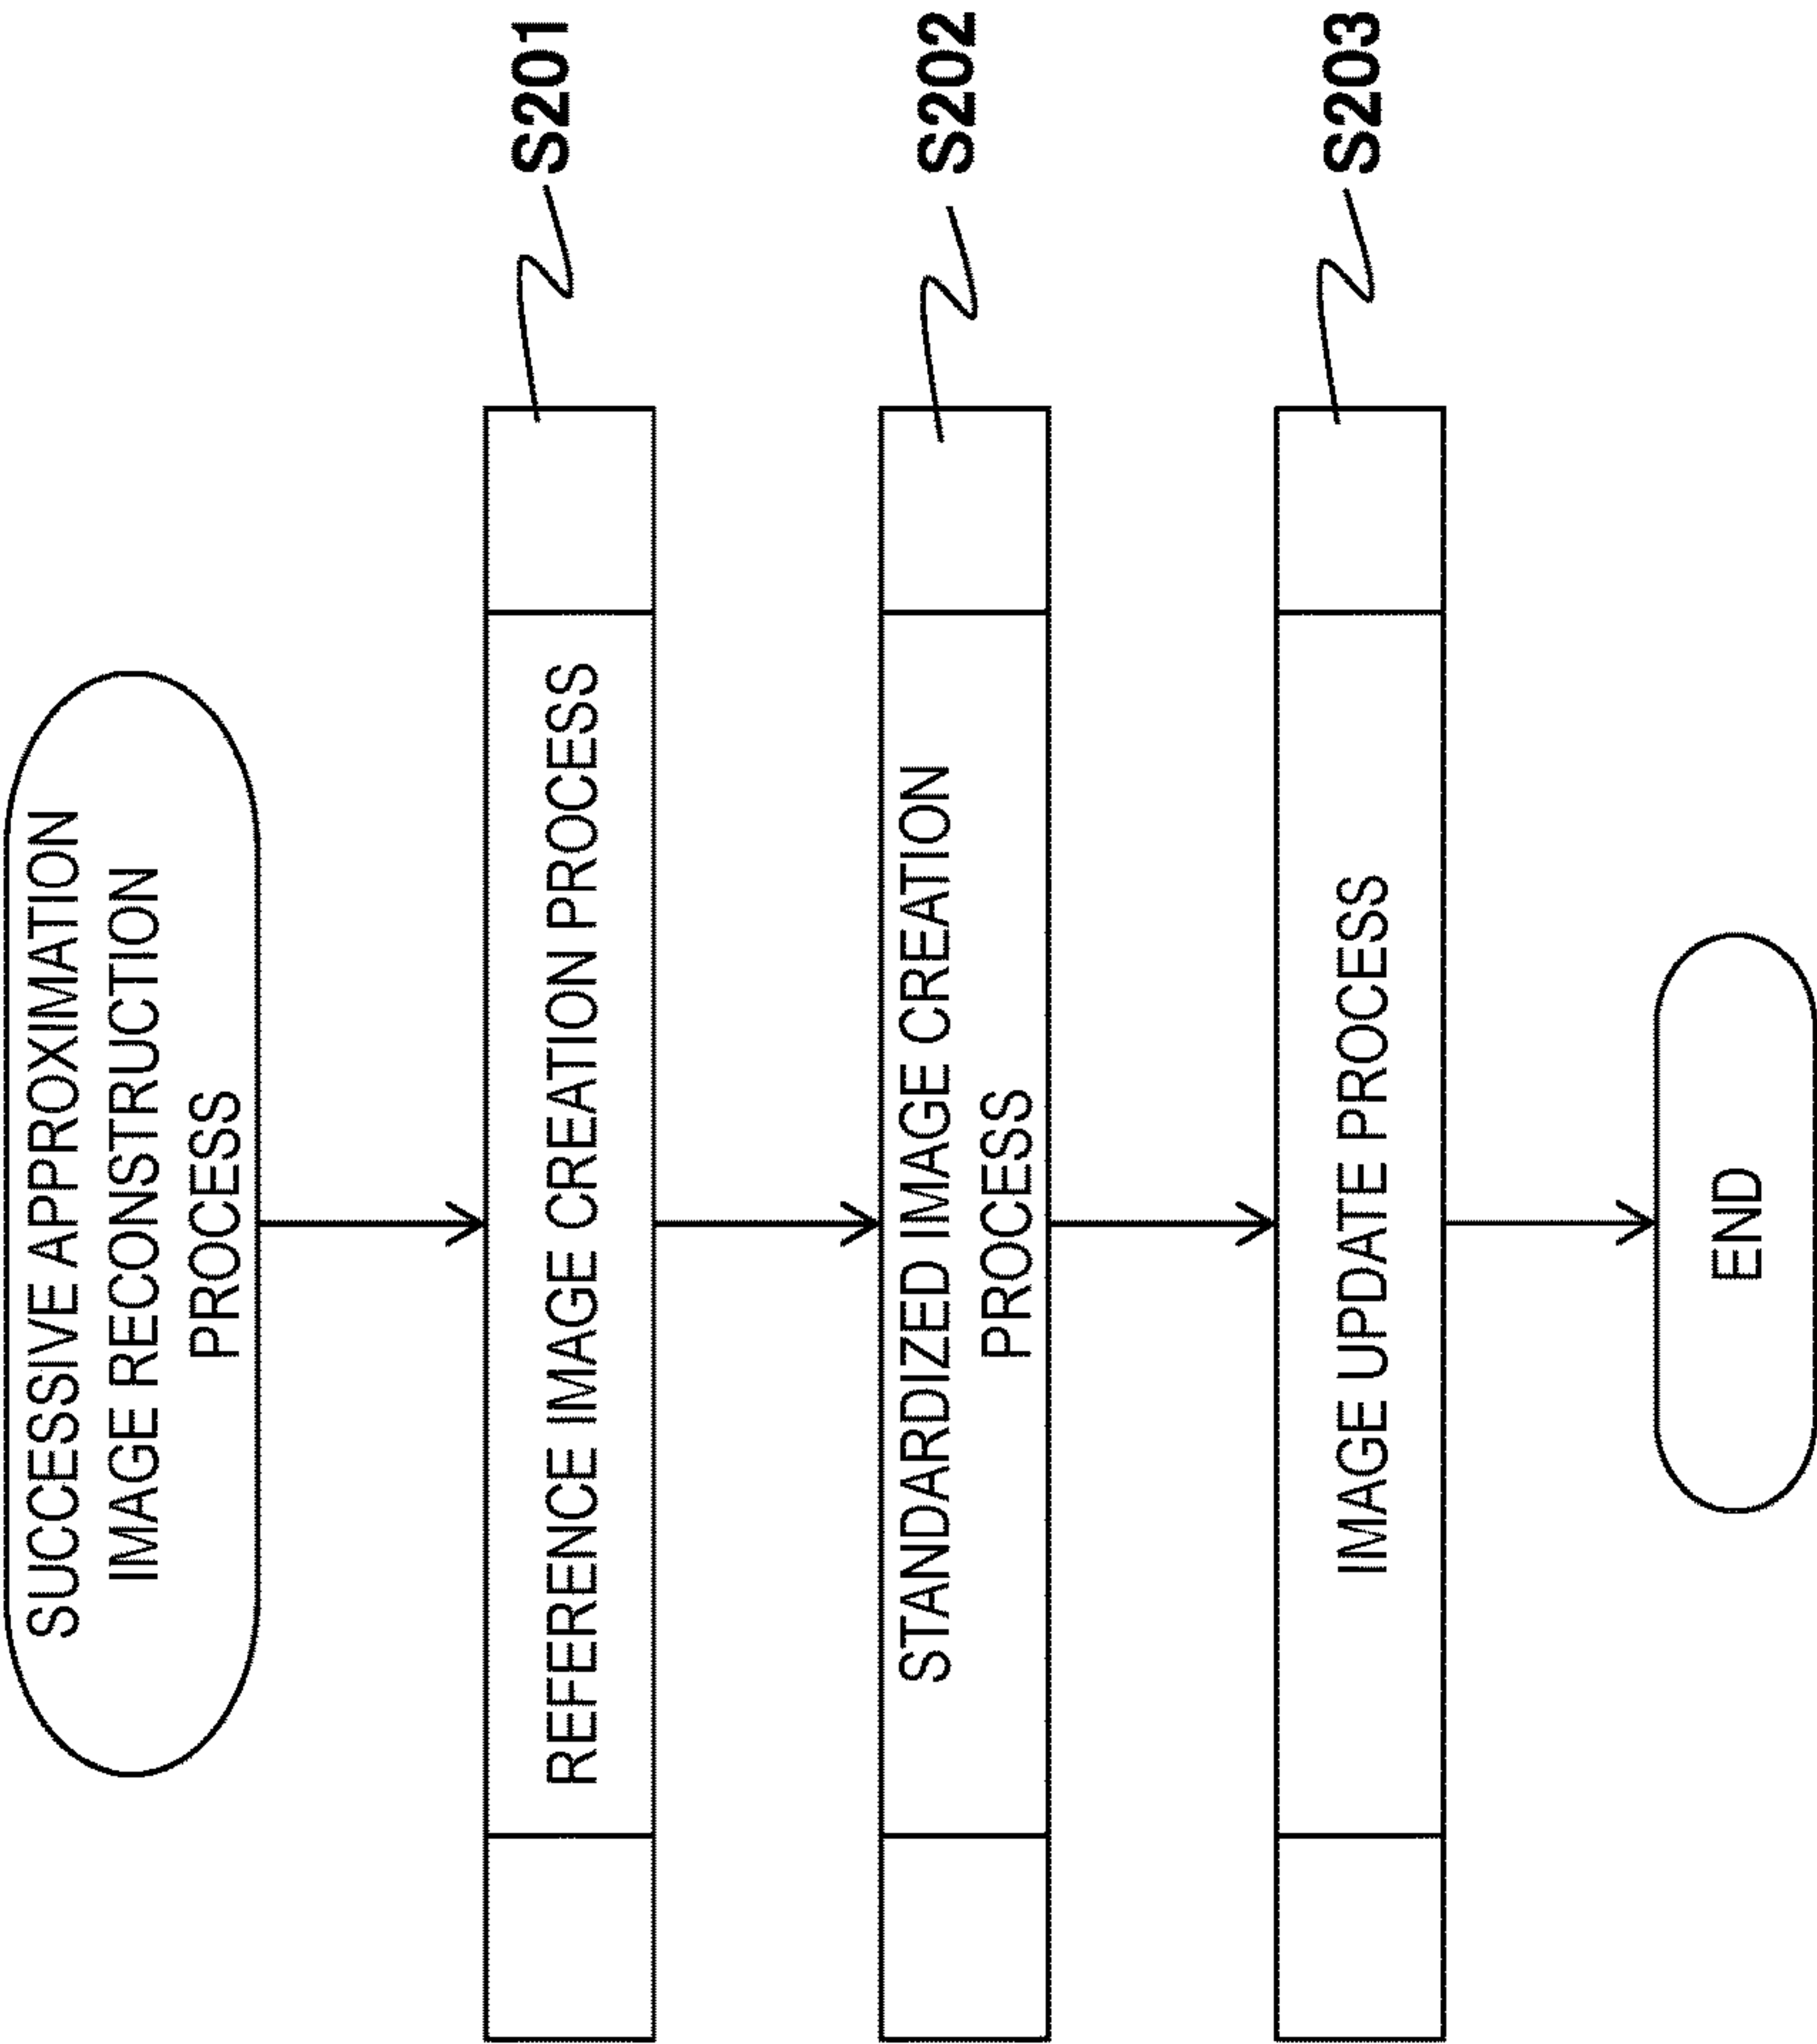 SUCCESSIVE APPROXIMATION
IMAGE RECONSTRUCTION
PROCESS
REFERENCE IMAGE CREATION PROCESS
S201
STANDARDIZED IMAGE CREATION
PROCESS
S202
IMAGE UPDATE PROCESS
S203
END